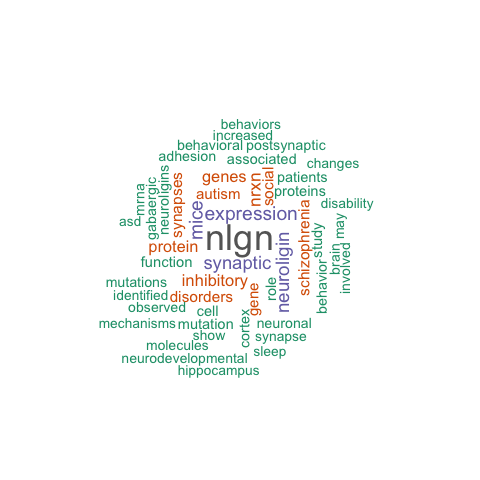 behaviors
increased
behavioral postsynaptic
adhesion associated
changes
genes
nrxn
social
patients
autism
proteins
disability
asd
mrna
gabaergic
neuroligins
synapses
mice
expression
nlgn
schizophrenia
study
may
protein
function
synaptic
neuroligin
behavior
brain
involved
mutations
inhibitory
role
identified
disorders
gene
observed
cell
mechanisms
mutation
cortex
neuronal
show
synapse
molecules
sleep
neurodevelopmental
hippocampus